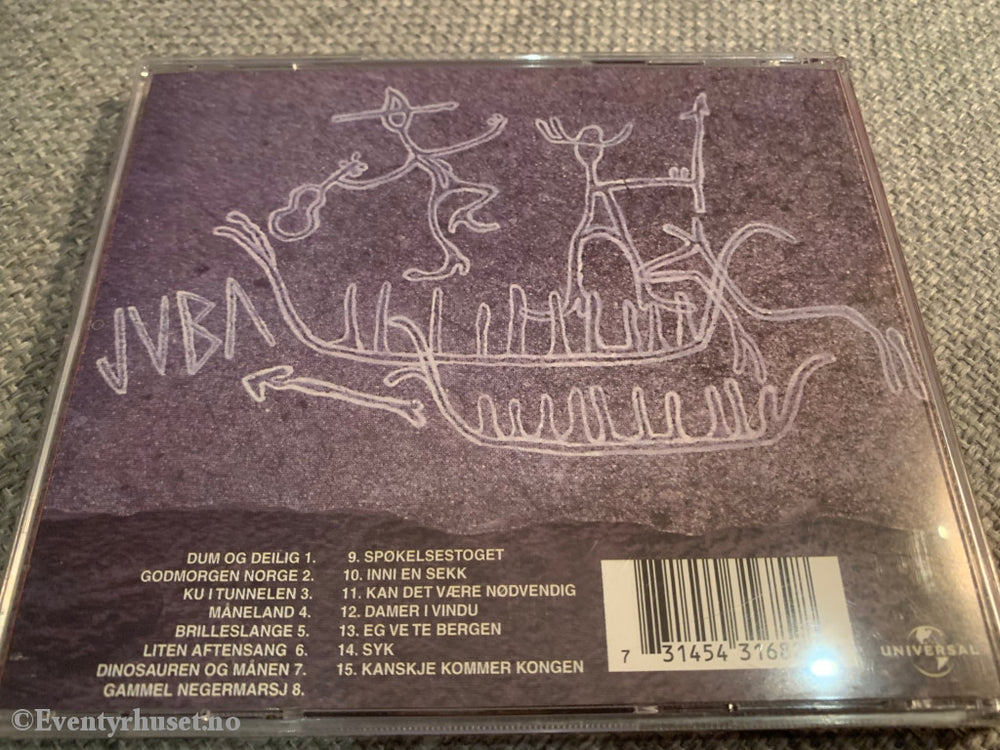 JUBA
DUM OG DEILIG 1.
GODMORGEN NORGE 2.
KU I TUNNELEN 3.
MÅNELAND 4.
BRILLESLANGE 5.
LITEN AFTENSANG 6.
DINOSAUREN OG MÅNEN 7.
GAMMEL NEGERMARSJ 8.
9. SPØKELSESTOGET
10. INNI EN SEKK
11. KAN DET VÆRE NØDVENDIG
12. DAMER I VINDU
13. EG VE TE BERGEN
14. SYK
15. KANSKJE KOMMER KONGEN
7 31454 3168
UNIVERSAL
©Eventyrhuset.no